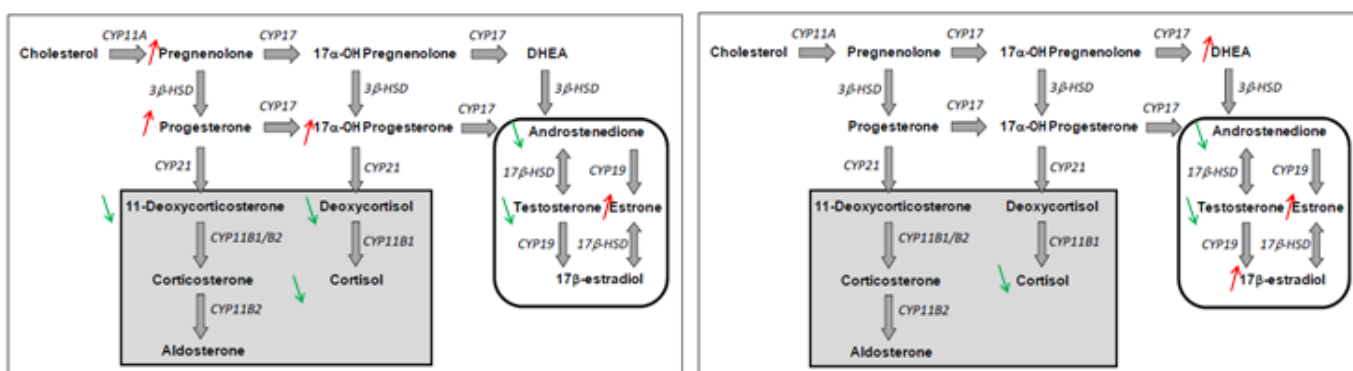 CYP11A CYP17 CYP17
Cholesterol Pregnenolone 17α-OH Pregnenolone DHEA
3β-HSD 3β-HSD 3β-HSD
CYP17 CYP17
Progesterone 17α-OH Progesterone Androstenedione
CYP21 CYP21 17β-HSD CYP19
11-Deoxycorticosterone Deoxycortisol Testosterone Estrone
CYP11B1/B2 CYP11B1 CYP19 17β-HSD
Corticosterone Cortisol 17β-estradiol
CYP11B2
Aldosterone
CYP11A CYP17 CYP17
Cholesterol Pregnenolone 17α-OH Pregnenolone DHEA
3β-HSD 3β-HSD 3β-HSD
CYP17 CYP17
Progesterone 17α-OH Progesterone Androstenedione
CYP21 CYP21 17β-HSD CYP19
11-Deoxycorticosterone Deoxycortisol Testosterone Estrone
CYP11B1/B2 CYP11B1 CYP19 17β-HSD
Corticosterone Cortisol 17β-estradiol
CYP11B2
Aldosterone